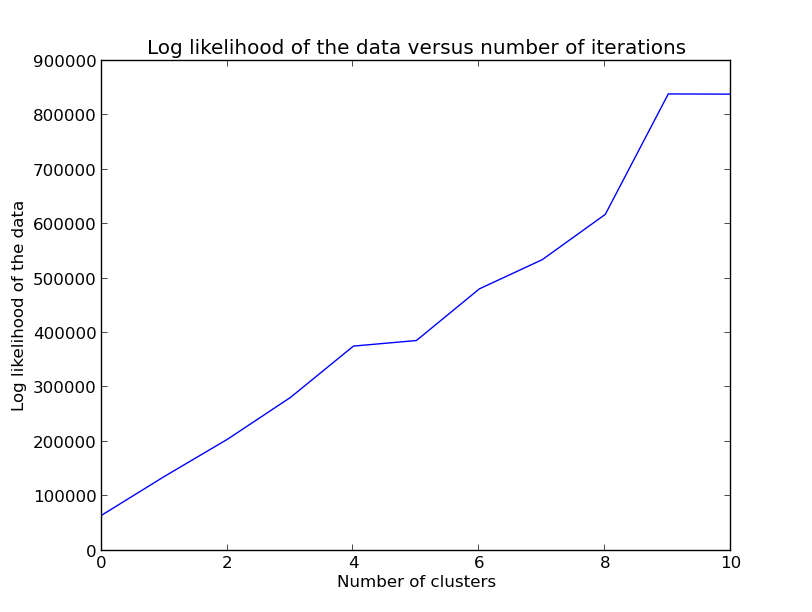 Log likelihood of the data versus number of iterations
900000
800000
700000
600000
500000
400000
300000
200000
100000
0
Log likelihood of the data
0 2 4 6 8 10
Number of clusters